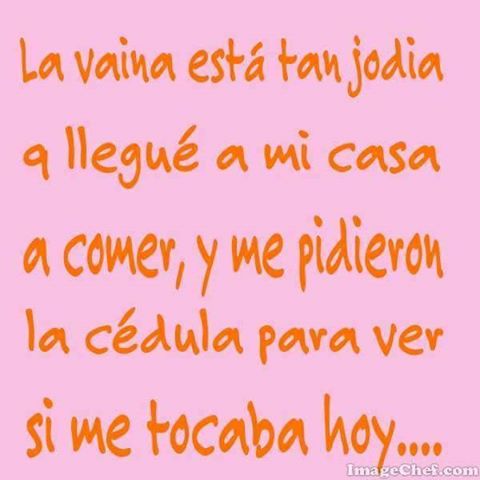 La vaina está tan jodia
q llegué a mi casa
a comer, y me pidieron
la cédula para ver
si me tocaba hoy....
ImageChef.com